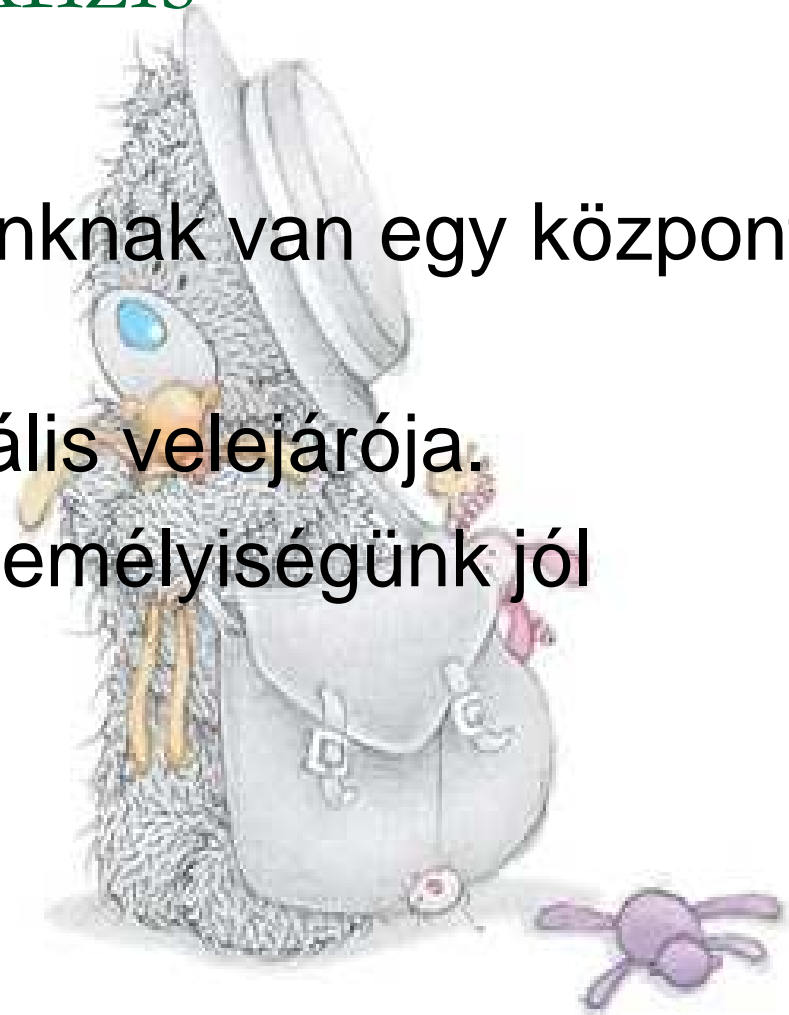 nknak van egy közpon
ális velejárója.
emélyiségünk jól